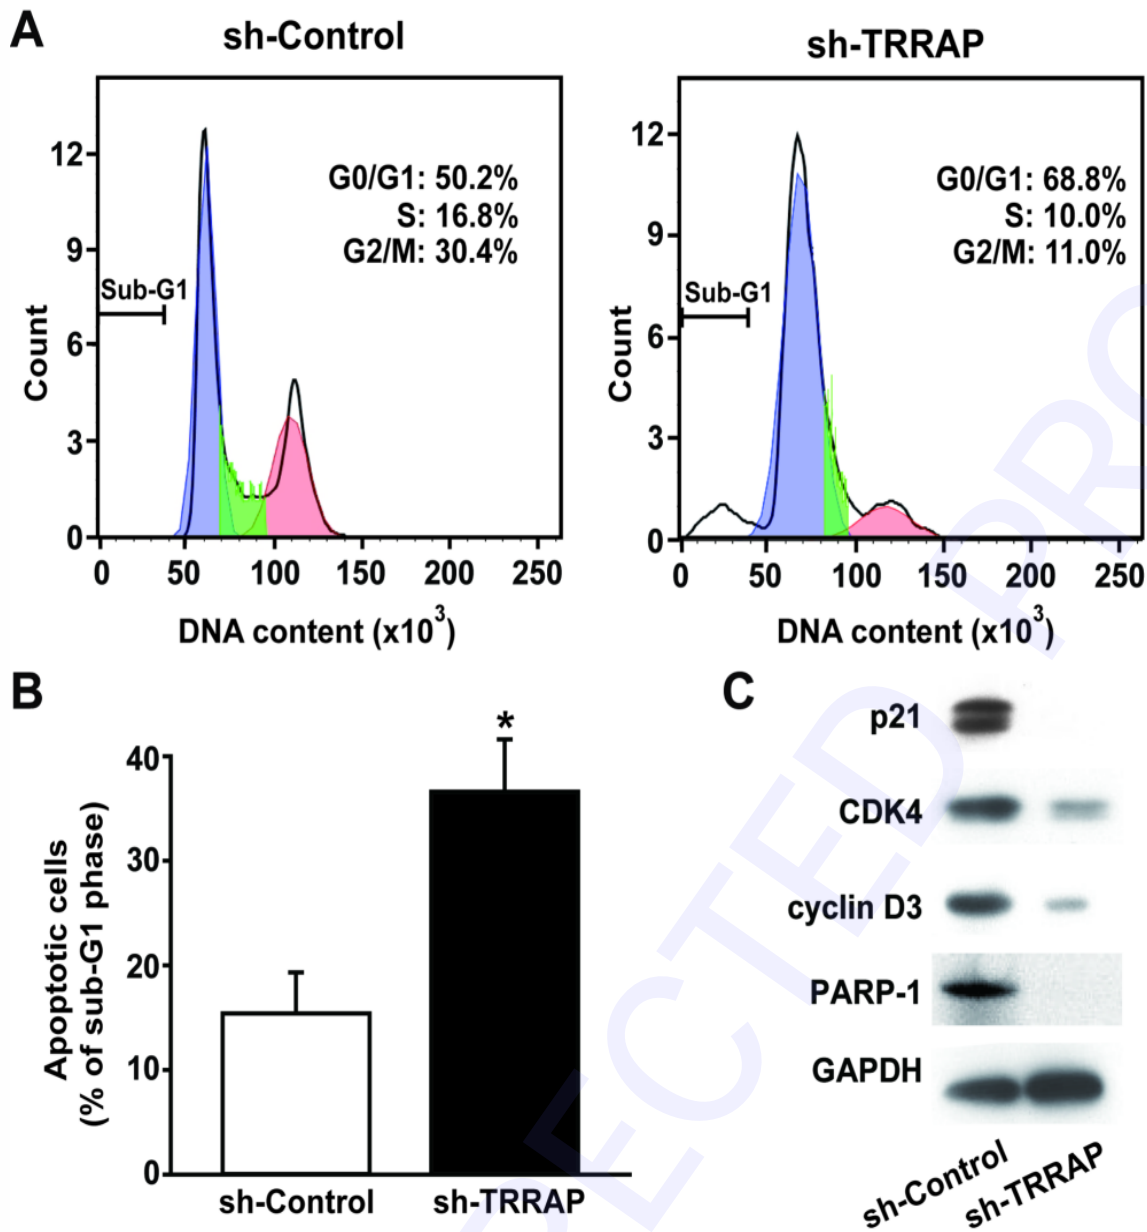 A
sh-Control
sh-TRRAP
G0/G1: 50.2%
S: 16.8%
G2/M: 30.4%
Sub-G1
Count
12
9
6
3
0
0 50 100 150 200 250
DNA content (x10³)
G0/G1: 68.8%
S: 10.0%
G2/M: 11.0%
Sub-G1
Count
12
9
6
3
0
0 50 100 150 200 250
DNA content (x10³)
B
Apoptotic cells
(% of sub-G1 phase)
40
30
20
10
0
*
sh-Control
sh-TRRAP
C
p21
CDK4
cyclin D3
PARP-1
GAPDH
sh-Control
sh-TRRAP
PECTED PRO